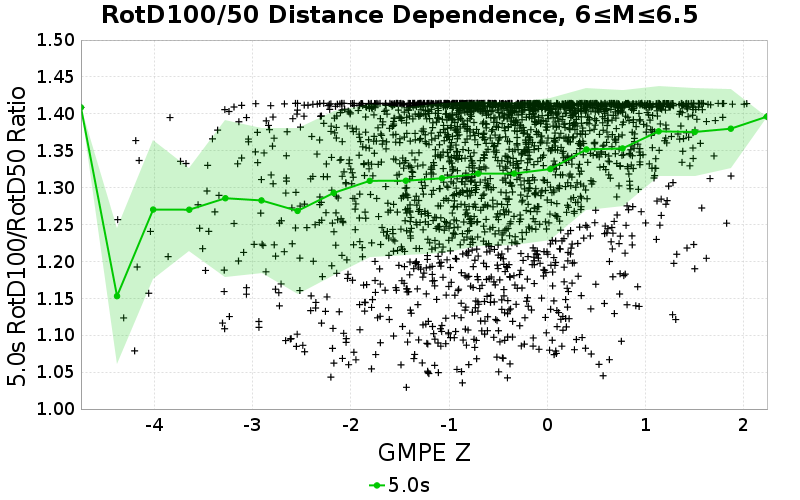 RotD100/50 Distance Dependence, 6≤M≤6.5
5.0s RotD100/RotD50 Ratio
1.50
1.45
1.40
1.35
1.30
1.25
1.20
1.15
1.10
1.05
1.00
-4 -3 -2 -1 0 1 2
GMPE Z
5.0s